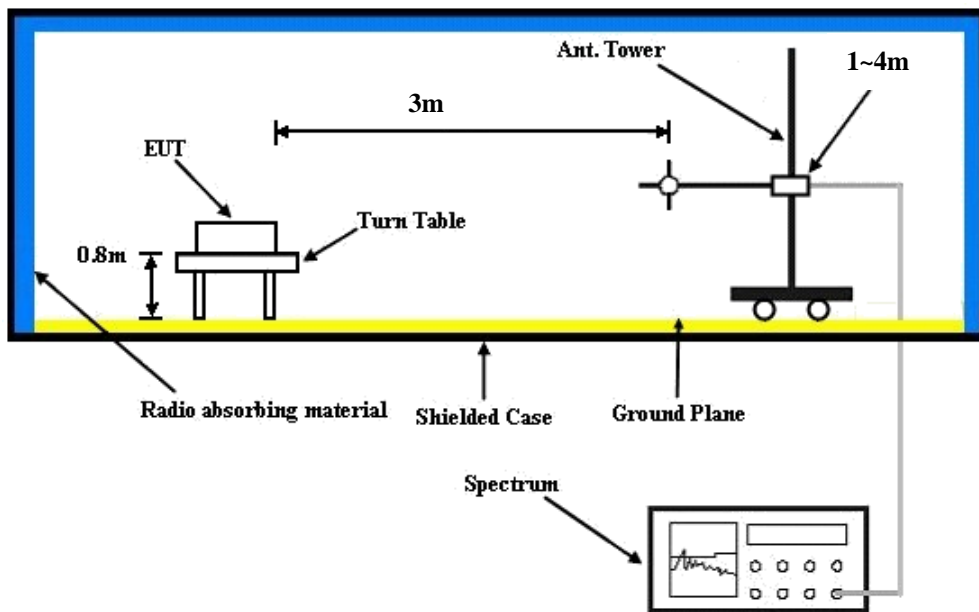 Ant. Tower
1~4m
3m
EUT
Turn Table
0.8m
Radio absorbing material
Shielded Case
Ground Plane
Spectrum